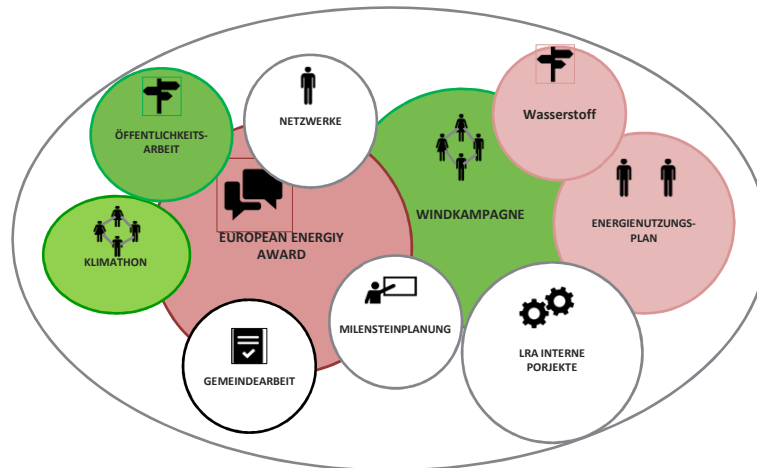 ÖFFENTLICHKEITS-
ARBEIT
NETZWERKE
Wasserstoff
KLIMATHON
EUROPEAN ENERGIY
AWARD
WINDKAMPAGNE
ENERGIENUTZUNGS-
PLAN
GEMEINDEARBEIT
MILENSTEINPLANUNG
LRA INTERNE
PORJEKTE